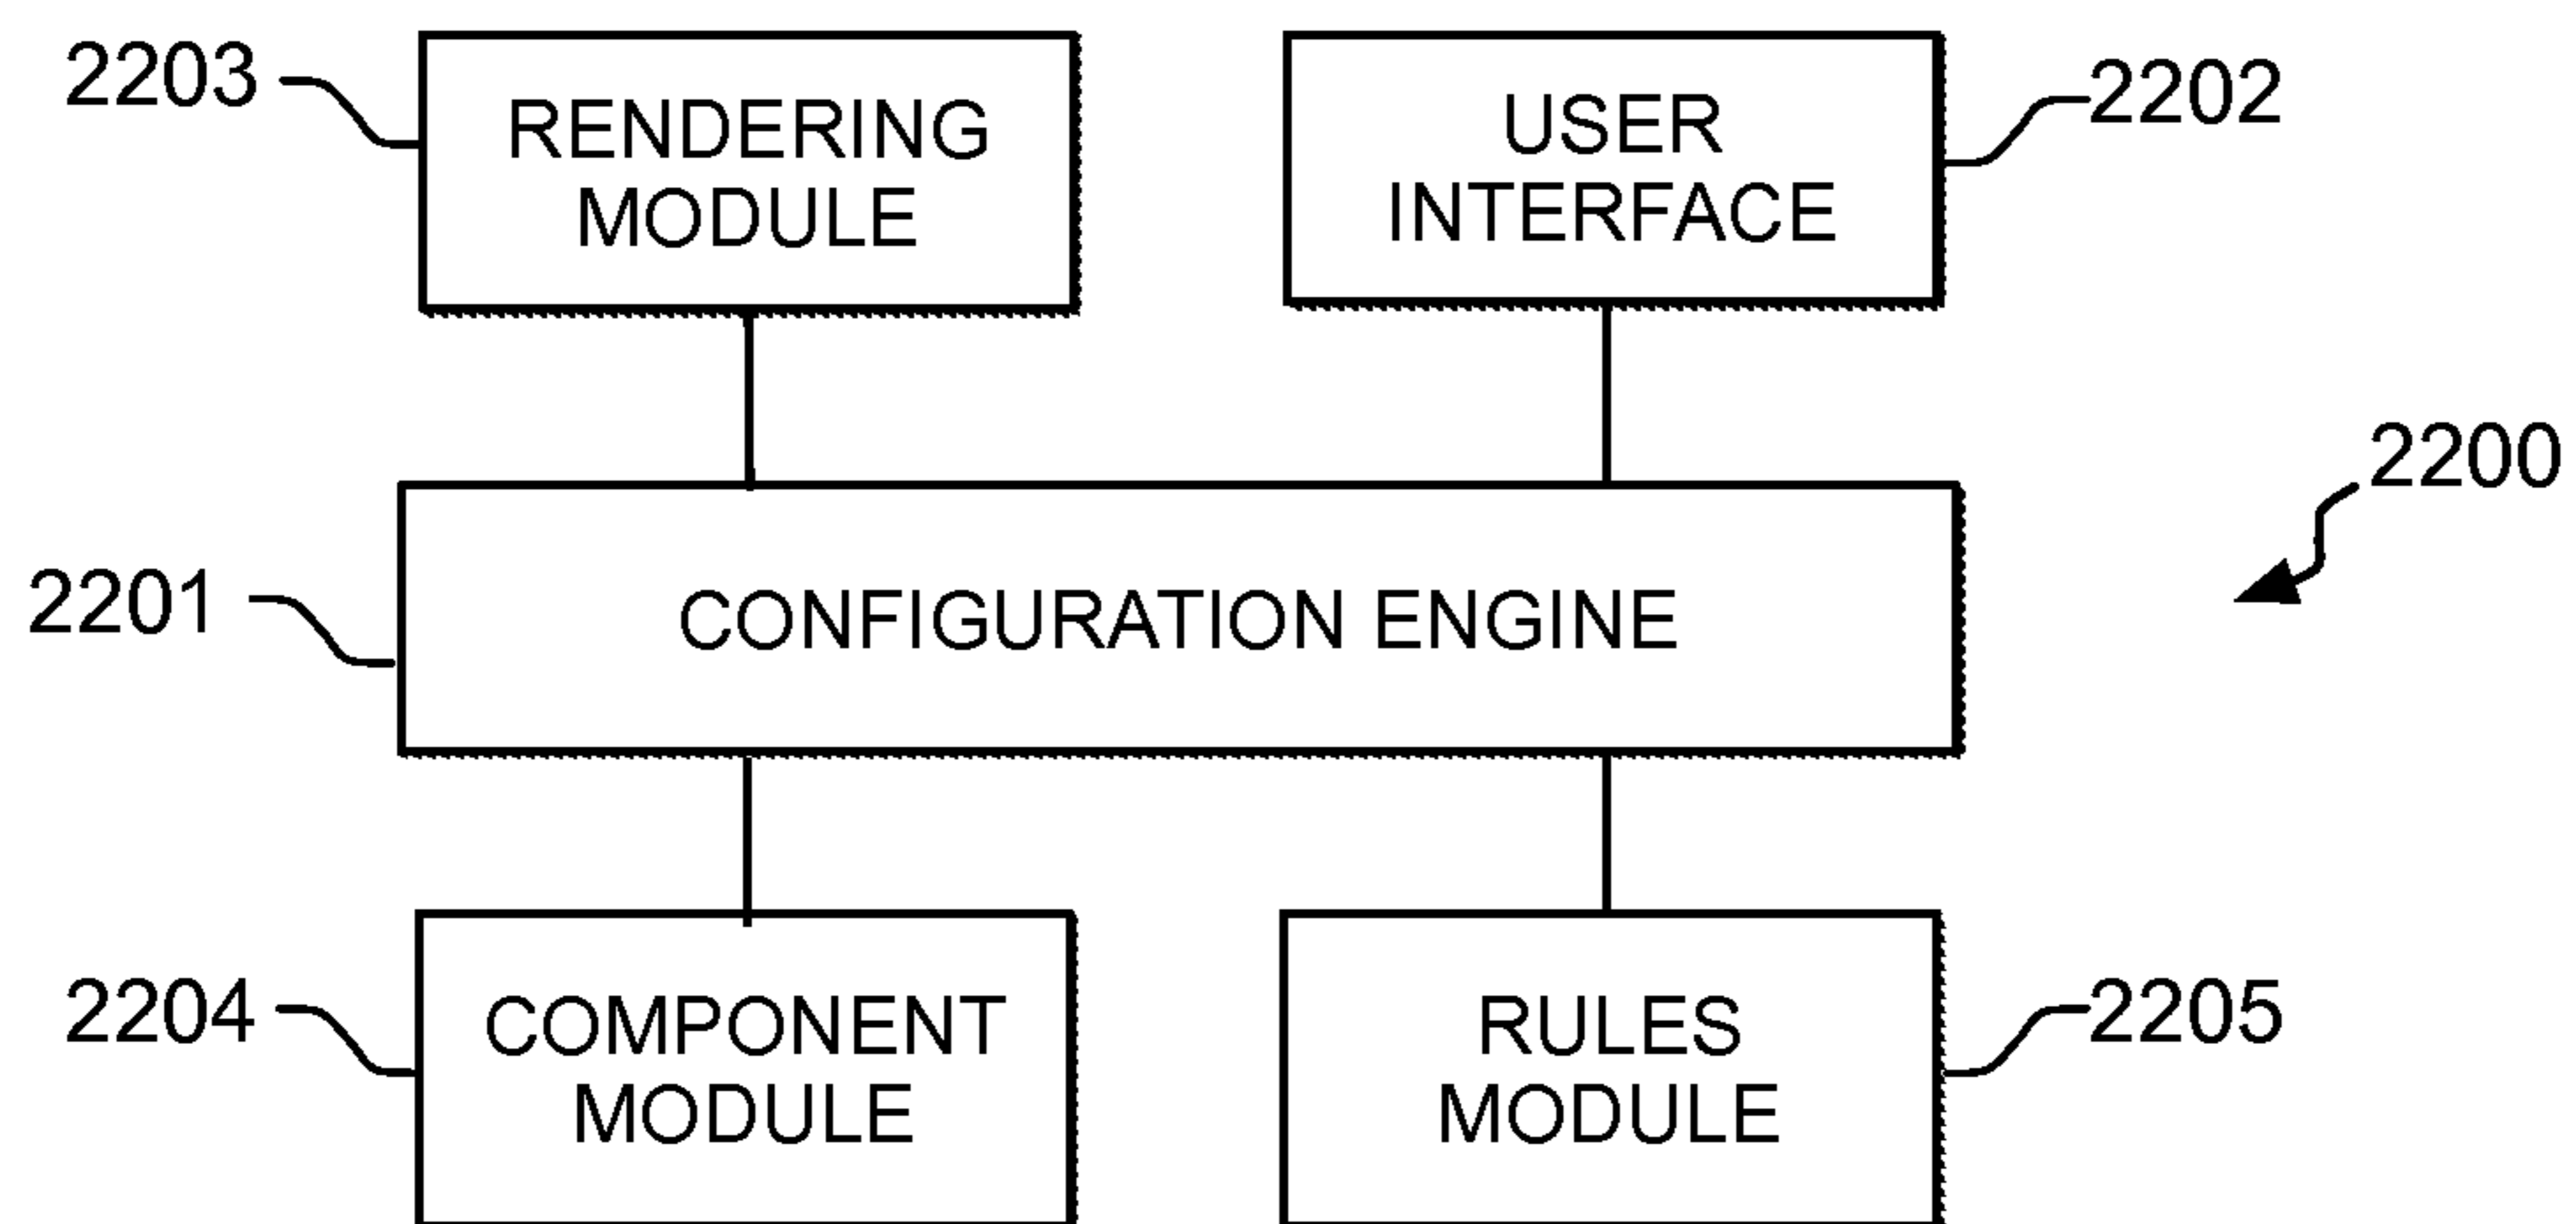 2203
RENDERING
MODULE
USER
INTERFACE
2202
2200
2201
CONFIGURATION ENGINE
2204
COMPONENT
MODULE
RULES
MODULE
2205